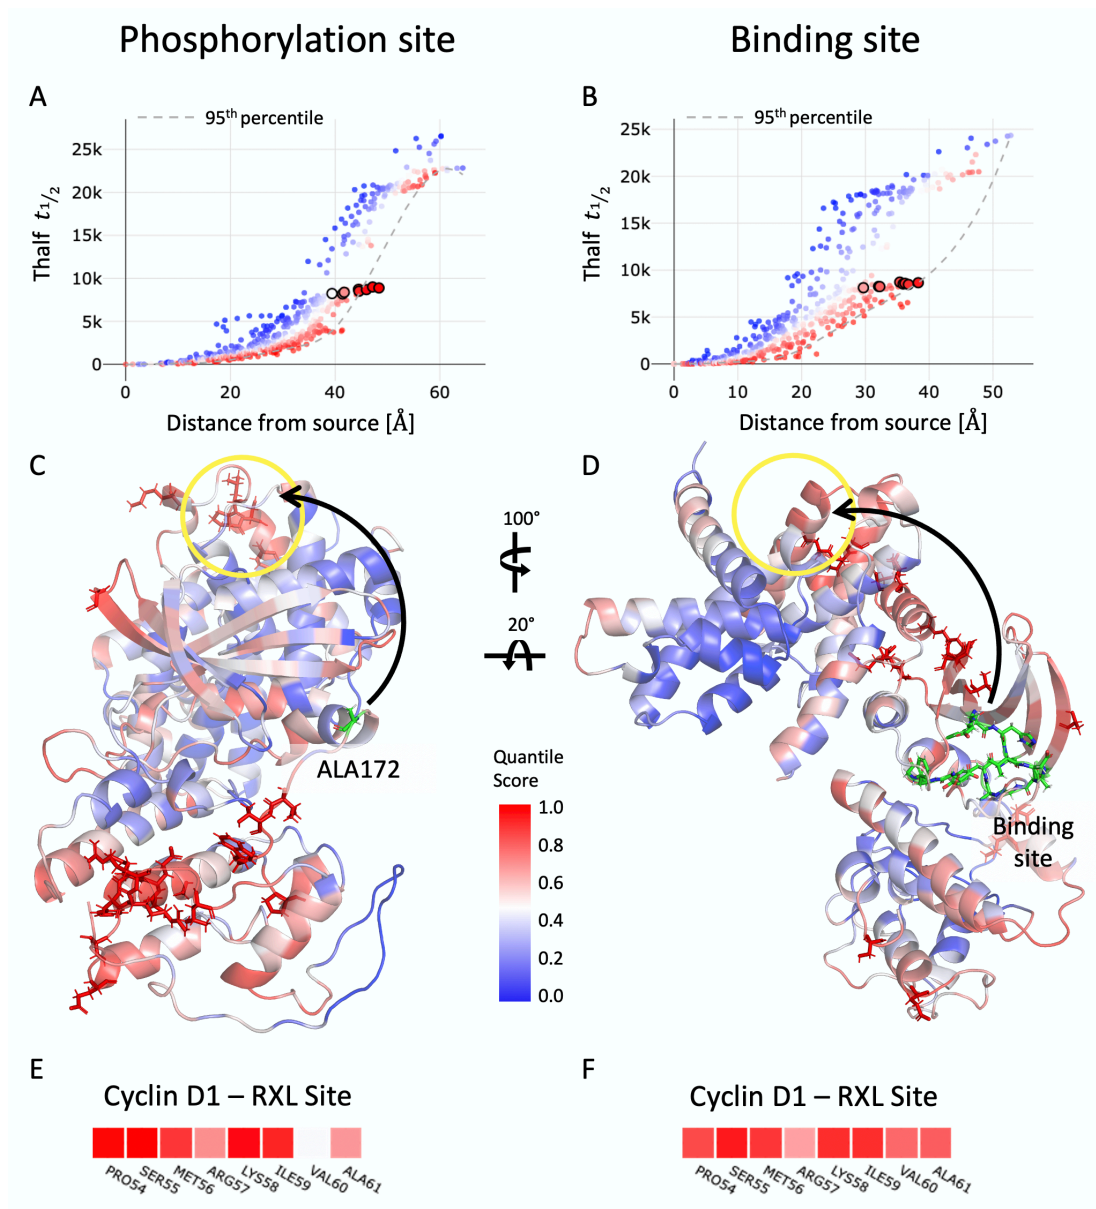 Phosphorylation site
Binding site
A
95th percentile
25k
20k
15k
10k
5k
0
0
20
40
60
Thalf t1/2
Distance from source [Å]
B
95th percentile
25k
20k
15k
10k
5k
0
0
10
20
30
40
50
Thalf t1/2
Distance from source [Å]
C
ALA172
100°
20°
Quantile
Score
1.0
0.8
0.6
0.4
0.2
0.0
D
Binding
site
E
Cyclin D1 – RXL Site
PRO54
SER55
MET56
ARG57
LYS58
ILE59
VAL60
ALA61
F
Cyclin D1 – RXL Site
PRO54
SER55
MET56
ARG57
LYS58
ILE59
VAL60
ALA61